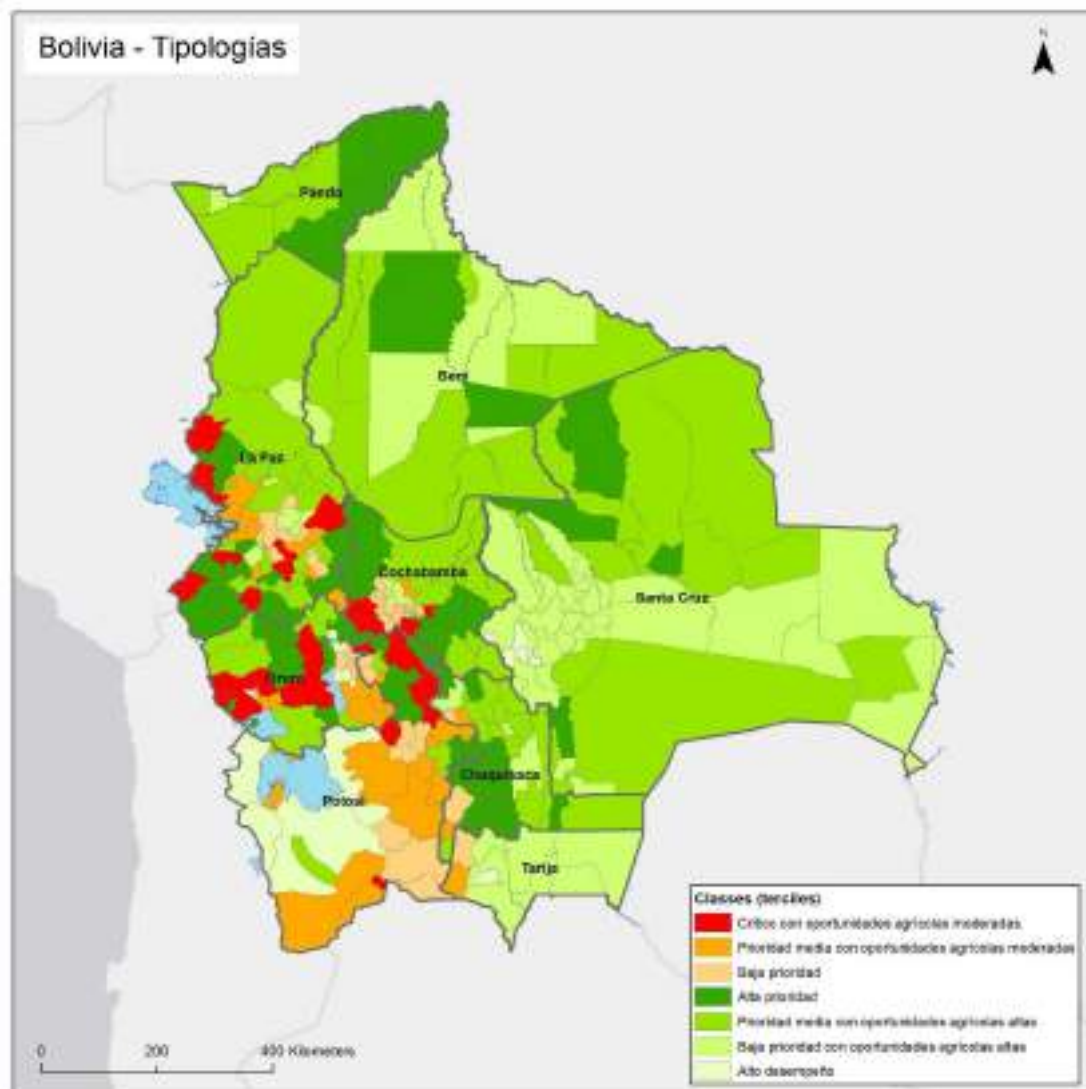 Bolivia - Tipologías
N
Pando
Beni
La Paz
Cochabamba
Santa Cruz
Oruro
Chuquisaca
Potosí
Tarija
Classes (terciles)
Crítico con oportunidades agrícolas moderadas
Prioridad media con oportunidades agrícolas moderadas
Baja prioridad
Alta prioridad
Prioridad media con oportunidades agrícolas altas
Baja prioridad con oportunidades agrícolas altas
Alto desempeño
0 200 400 Kilometers